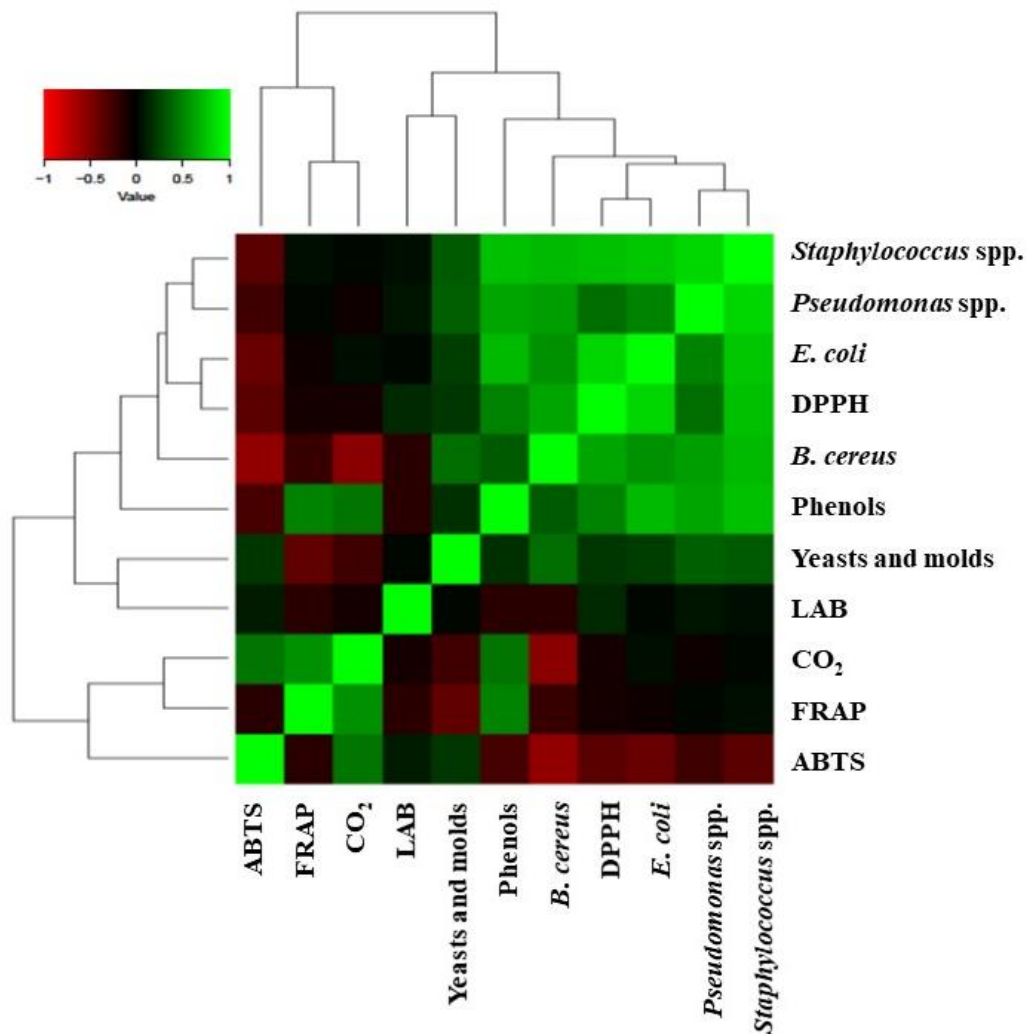 -1 -0.5 0 0.5 1
Value
Staphylococcus spp.
Pseudomonas spp.
E. coli
DPPH
B. cereus
Phenols
Yeasts and molds
LAB
CO₂
FRAP
ABTS
ABTS
FRAP
CO₂
LAB
Yeasts and molds
Phenols
B. cereus
DPPH
E. coli
Pseudomonas spp.
Staphylococcus spp.